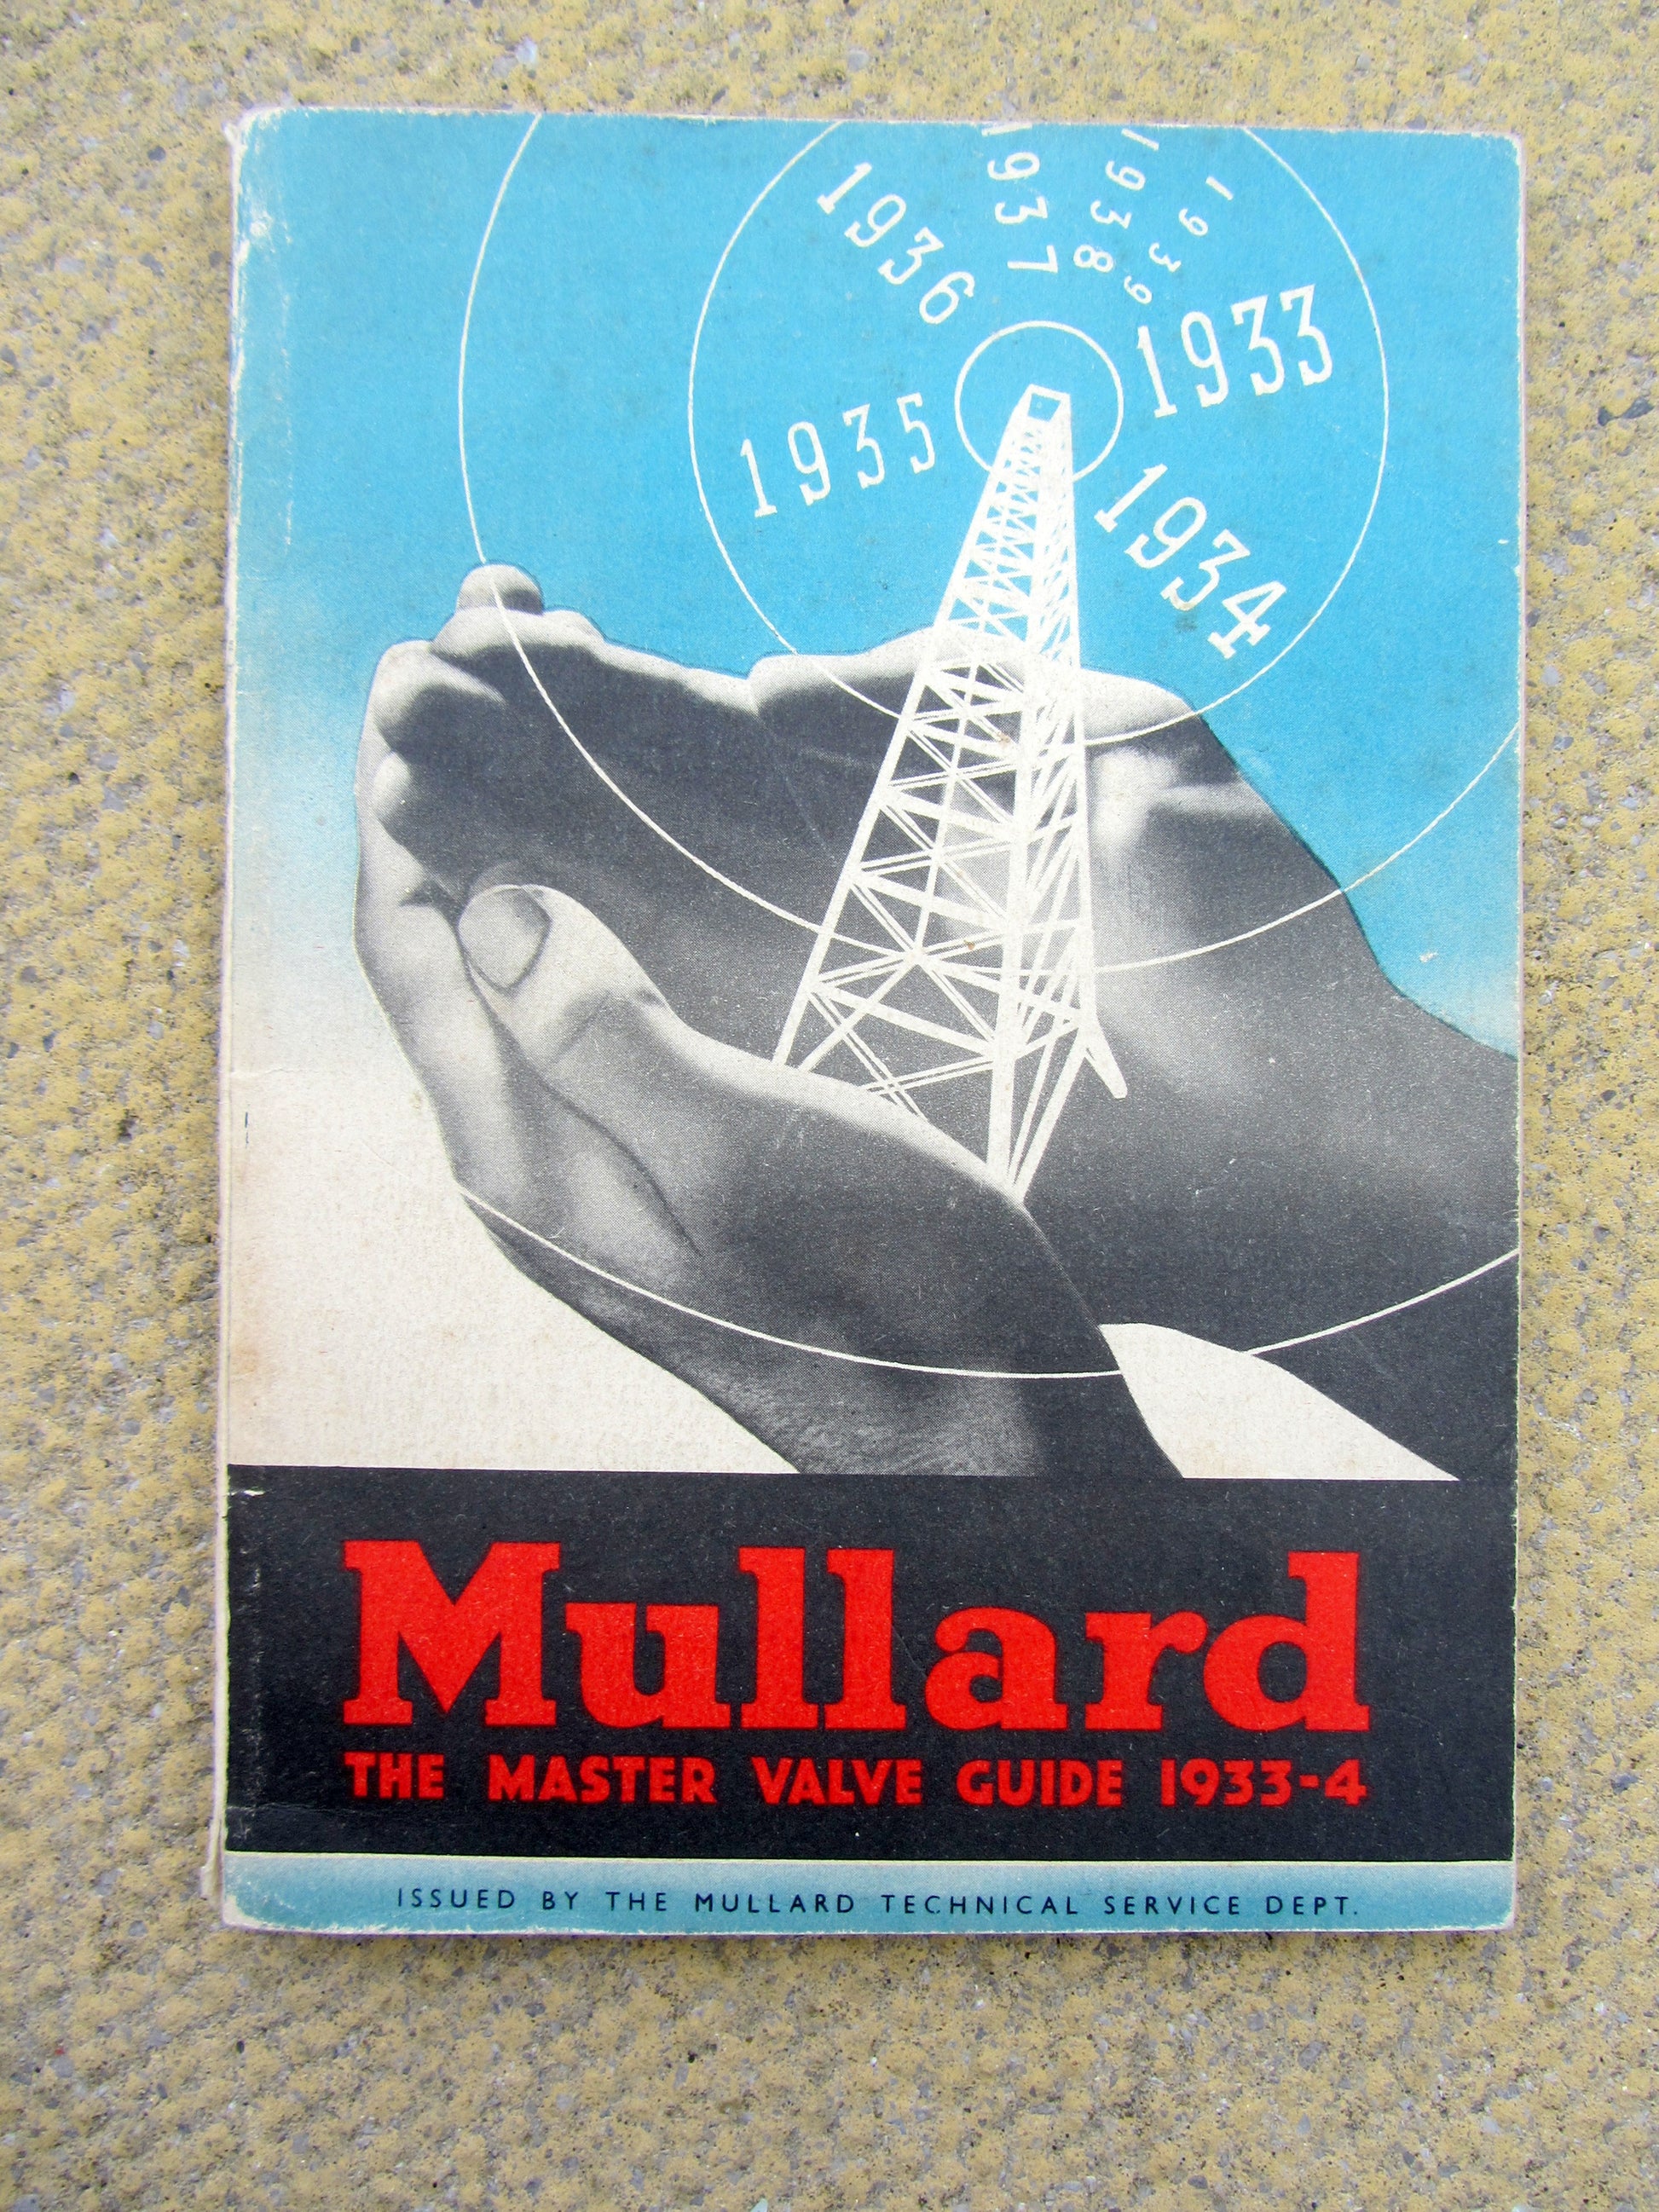 1937
1938
1939
1936
1933
1935
1934
Mullard
THE MASTER VALVE GUIDE 1933-4
ISSUED BY THE MULLARD TECHNICAL SERVICE DEPT.